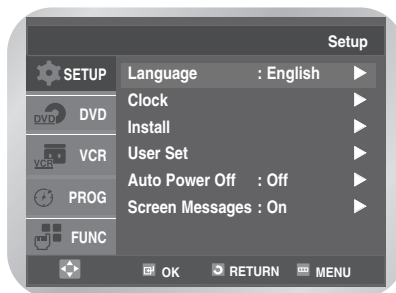 Setup
SETUP
Language : English
Clock
DVD
DVD
Install
VCR
VCR
User Set
Auto Power Off : Off
PROG
Screen Messages : On
FUNC
OK RETURN MENU